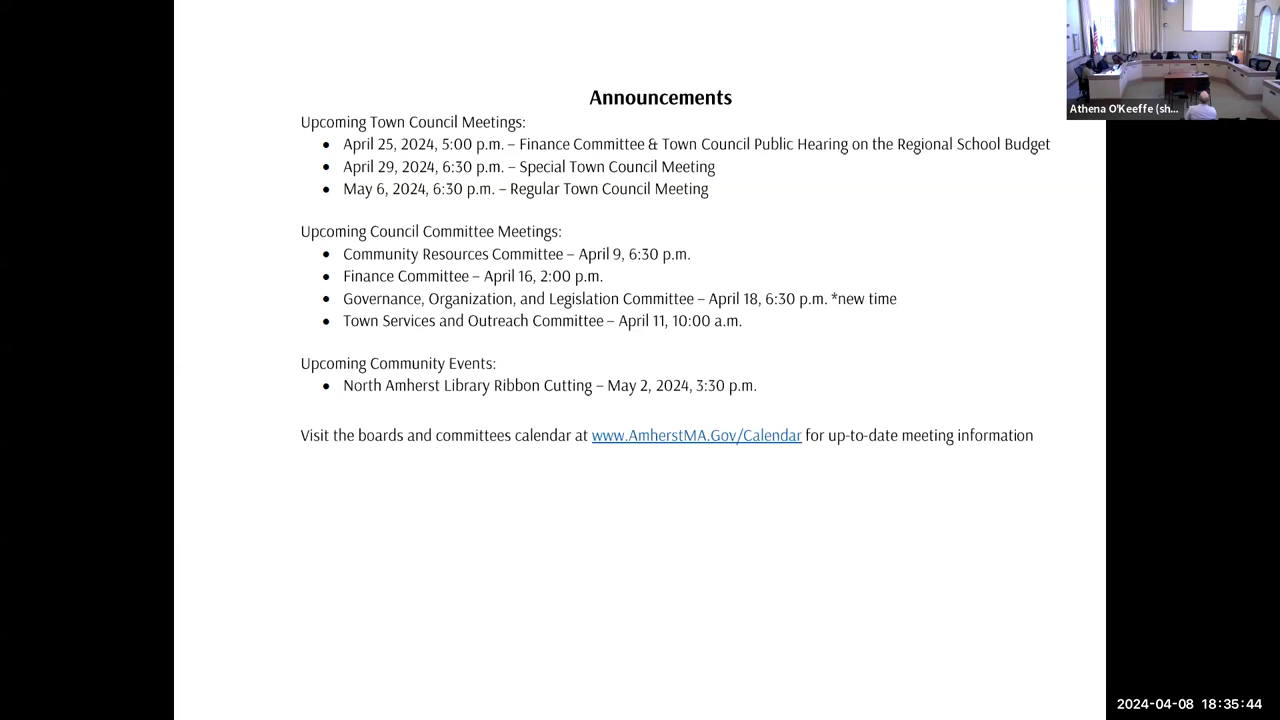 Announcements
Upcoming Town Council Meetings:
• April 25, 2024, 5:00 p.m. – Finance Committee & Town Council Public Hearing on the Regional School Budget
• April 29, 2024, 6:30 p.m. – Special Town Council Meeting
• May 6, 2024, 6:30 p.m. – Regular Town Council Meeting
Upcoming Council Committee Meetings:
• Community Resources Committee – April 9, 6:30 p.m.
• Finance Committee – April 16, 2:00 p.m.
• Governance, Organization, and Legislation Committee – April 18, 6:30 p.m. *new time
• Town Services and Outreach Committee – April 11, 10:00 a.m.
Upcoming Community Events:
• North Amherst Library Ribbon Cutting – May 2, 2024, 3:30 p.m.
Visit the boards and committees calendar at www.AmherstMA.Gov/Calendar for up-to-date meeting information
Athena O'Keeffe (sh...
2024-04-08 18:35:44